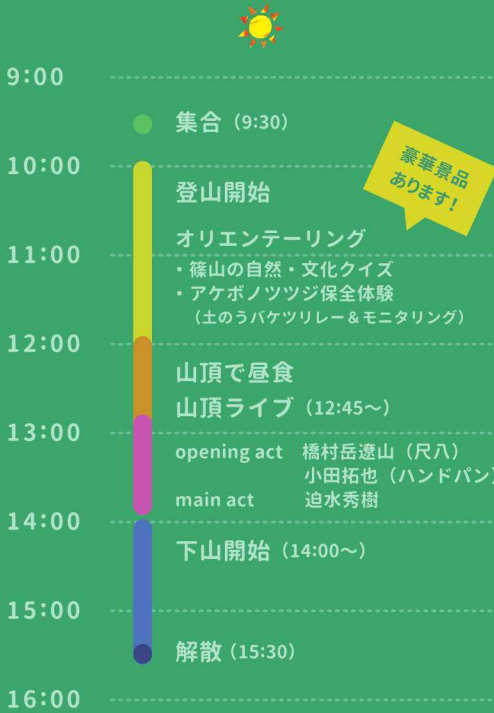 9:00
集合（9:30）
豪華景品
あります！
10:00
登山開始
オリエンテーリング
11:00
・篠山の自然・文化クイズ
・アケボノツツジ保全体験
（土のうバケツリレー＆モニタリング）
12:00
山頂で昼食
山頂ライブ（12:45〜）
13:00
opening act 橋村岳遼山（尺八）
小田拓也（ハンドパン）
main act 迫水秀樹
14:00
下山開始（14:00〜）
15:00
解散（15:30）
16:00